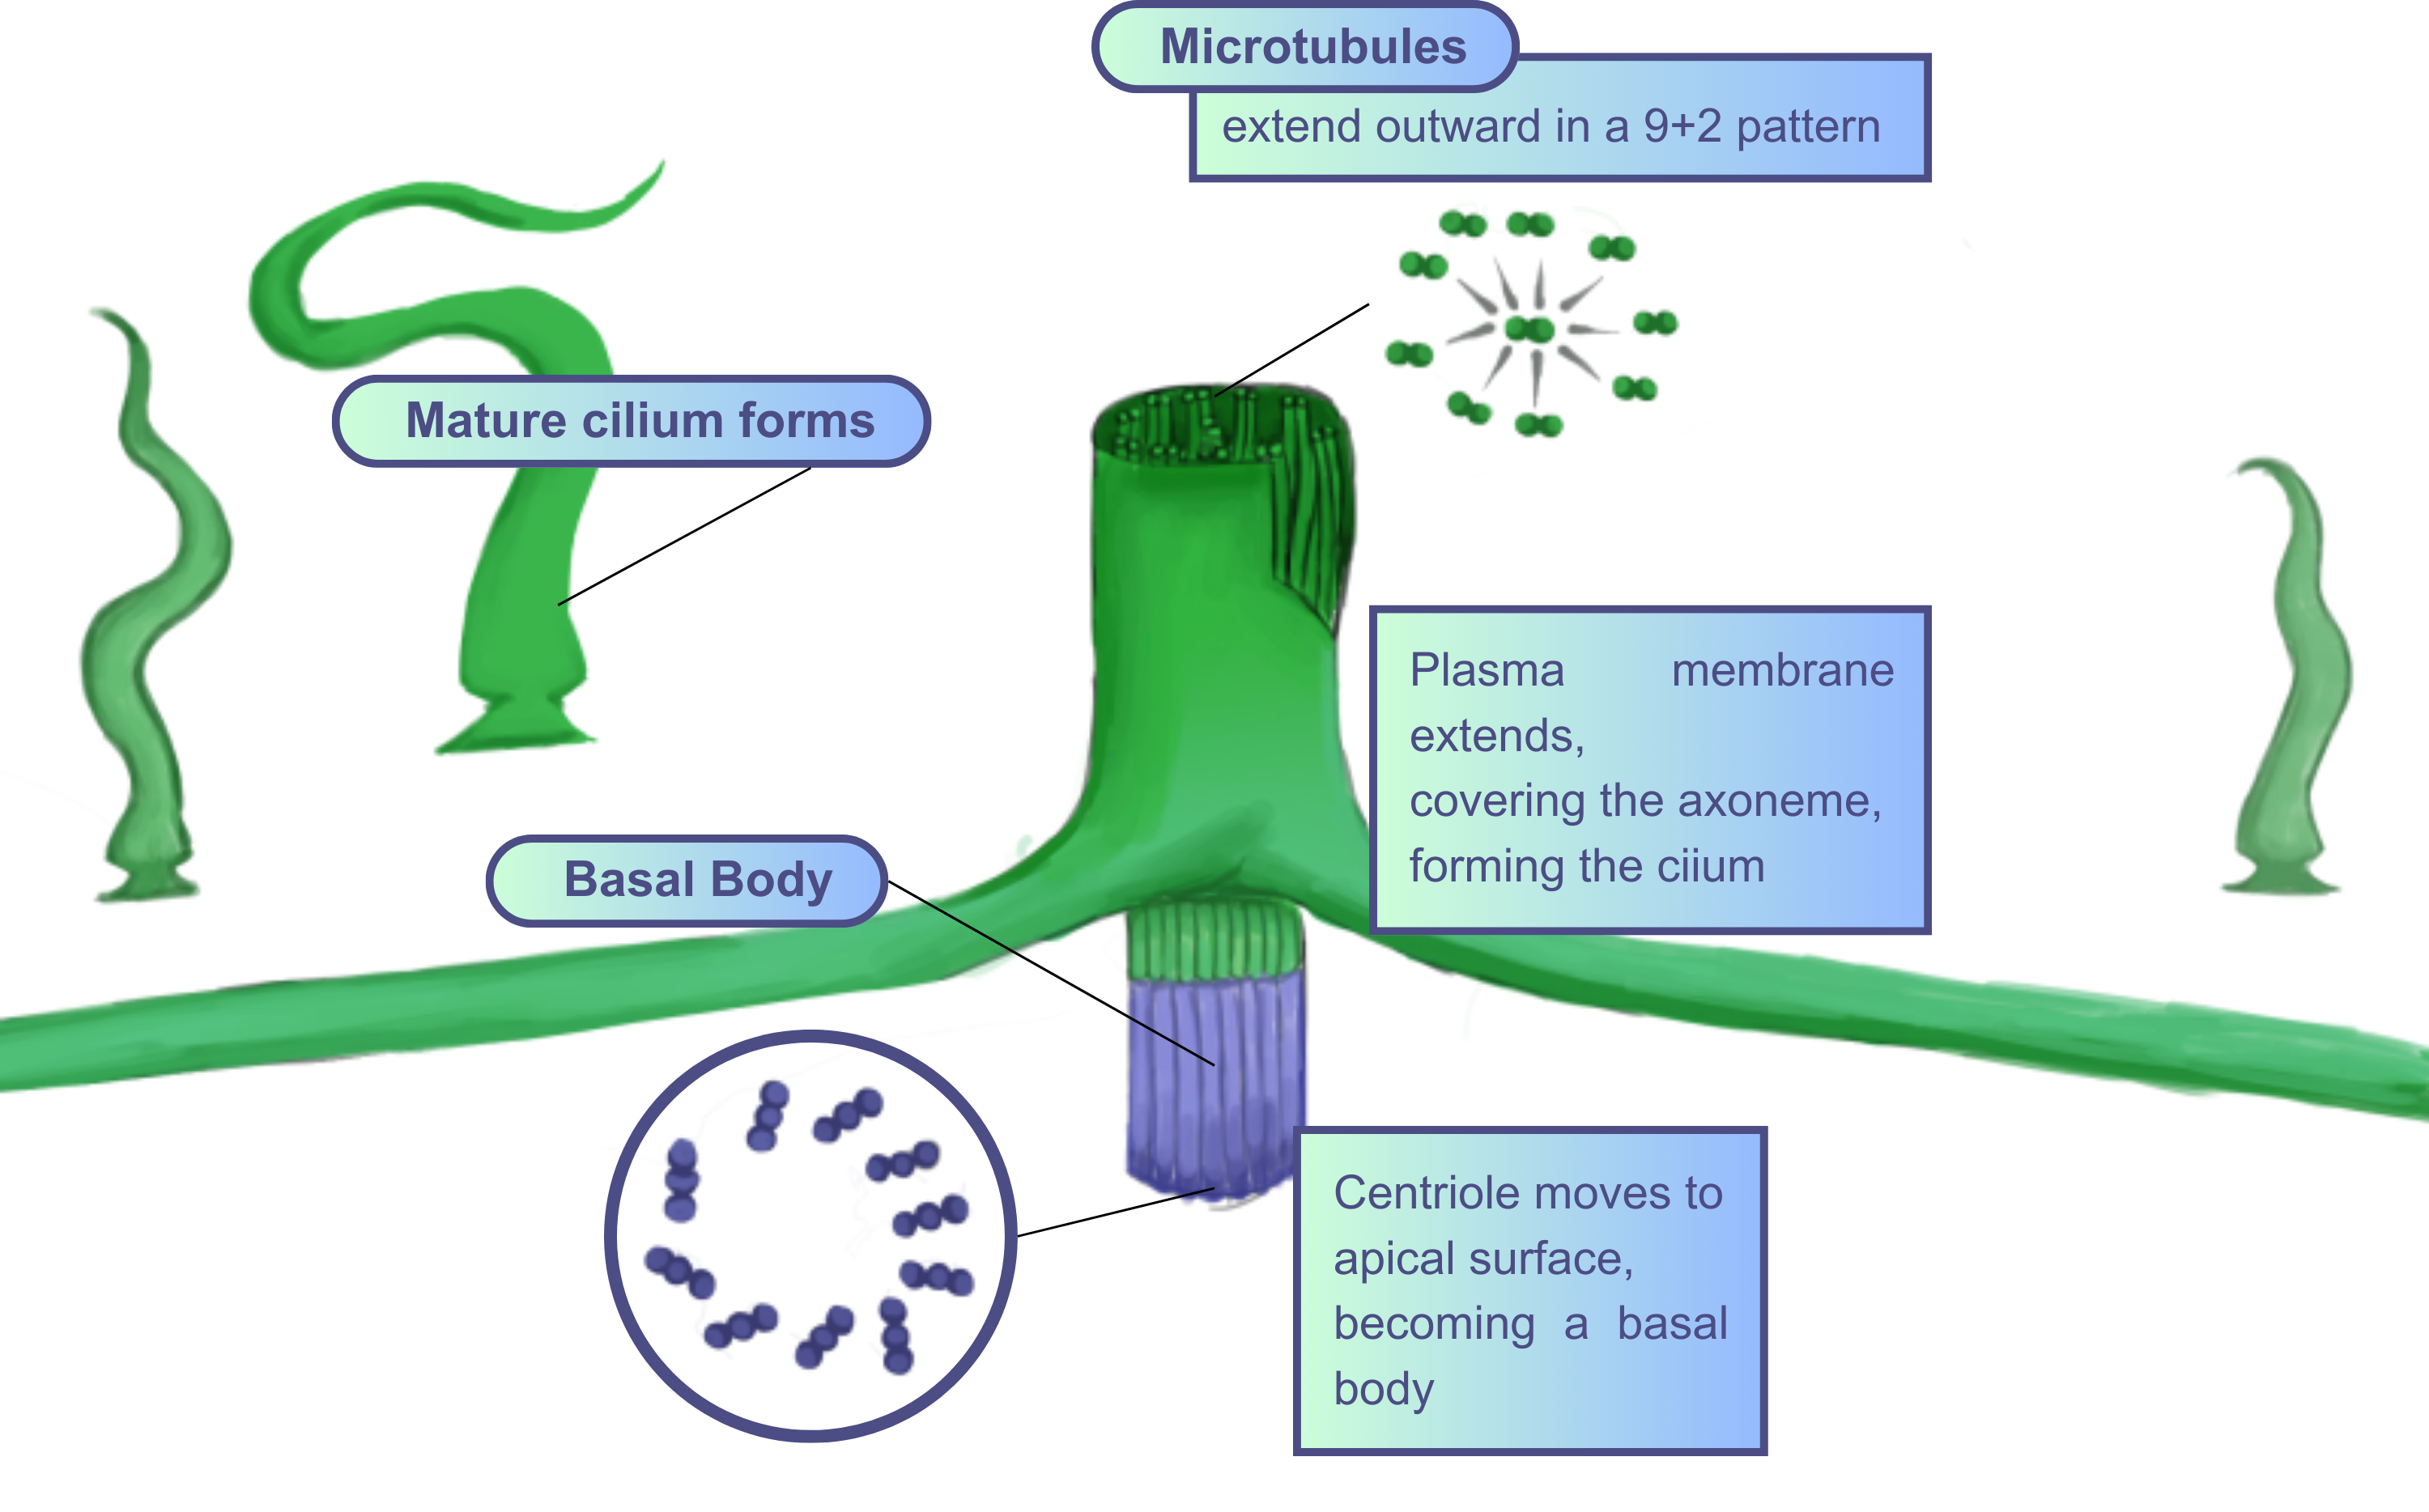 Microtubules
extend outward in a 9+2 pattern
Mature cilium forms
Plasma membrane
extends,
covering the axoneme,
forming the ciium
Basal Body
Centriole moves to
apical surface,
becoming a basal
body